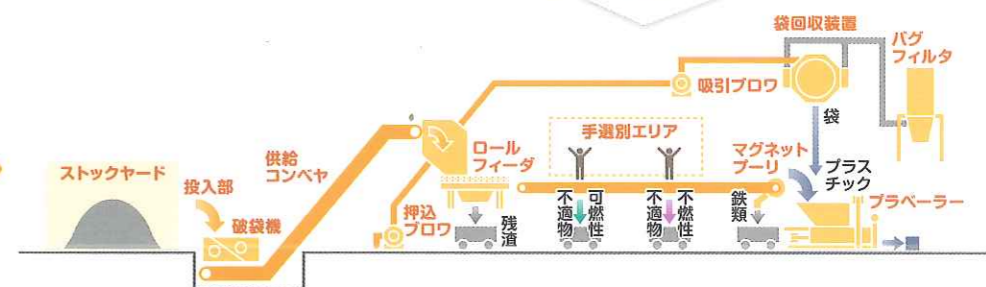 ストックヤード
投入部
破袋機
供給
コンベヤ
押込
ブロワ
ロール
フィーダ
残渣
手選別エリア
不適物
可燃性
不適物
不燃性
吸引ブロワ
袋回収装置
バグ
フィルタ
袋
マグネット
プーリ
鉄類
プラス
チック
プラベーラー